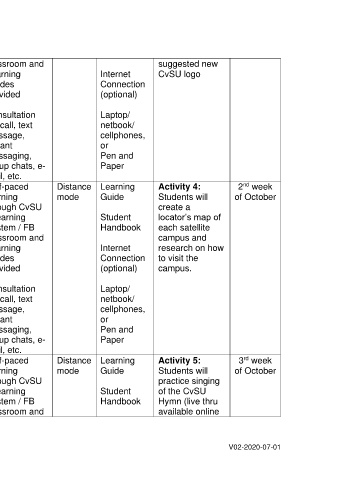 ssroom and
rning
des
vided
nsultation
call, text
ssage,
ant
ssaging,
up chats, e-
l, etc.
Internet
Connection
(optional)
Laptop/
netbook/
cellphones,
or
Pen and
Paper
suggested new
CvSU logo
f-paced
rning
ough CvSU
earning
stem / FB
ssroom and
rning
des
vided
nsultation
call, text
ssage,
ant
ssaging,
up chats, e-
l, etc.
Distance
mode
Learning
Guide
Student
Handbook
Internet
Connection
(optional)
Laptop/
netbook/
cellphones,
or
Pen and
Paper
Activity 4:
Students will
create a
locator's map of
each satellite
campus and
research on how
to visit the
campus.
2nd week
of October
f-paced
rning
ough CvSU
earning
stem / FB
ssroom and
Distance
mode
Learning
Guide
Student
Handbook
Activity 5:
Students will
practice singing
of the CvSU
Hymn (live thru
available online
3rd week
of October
V02-2020-07-01